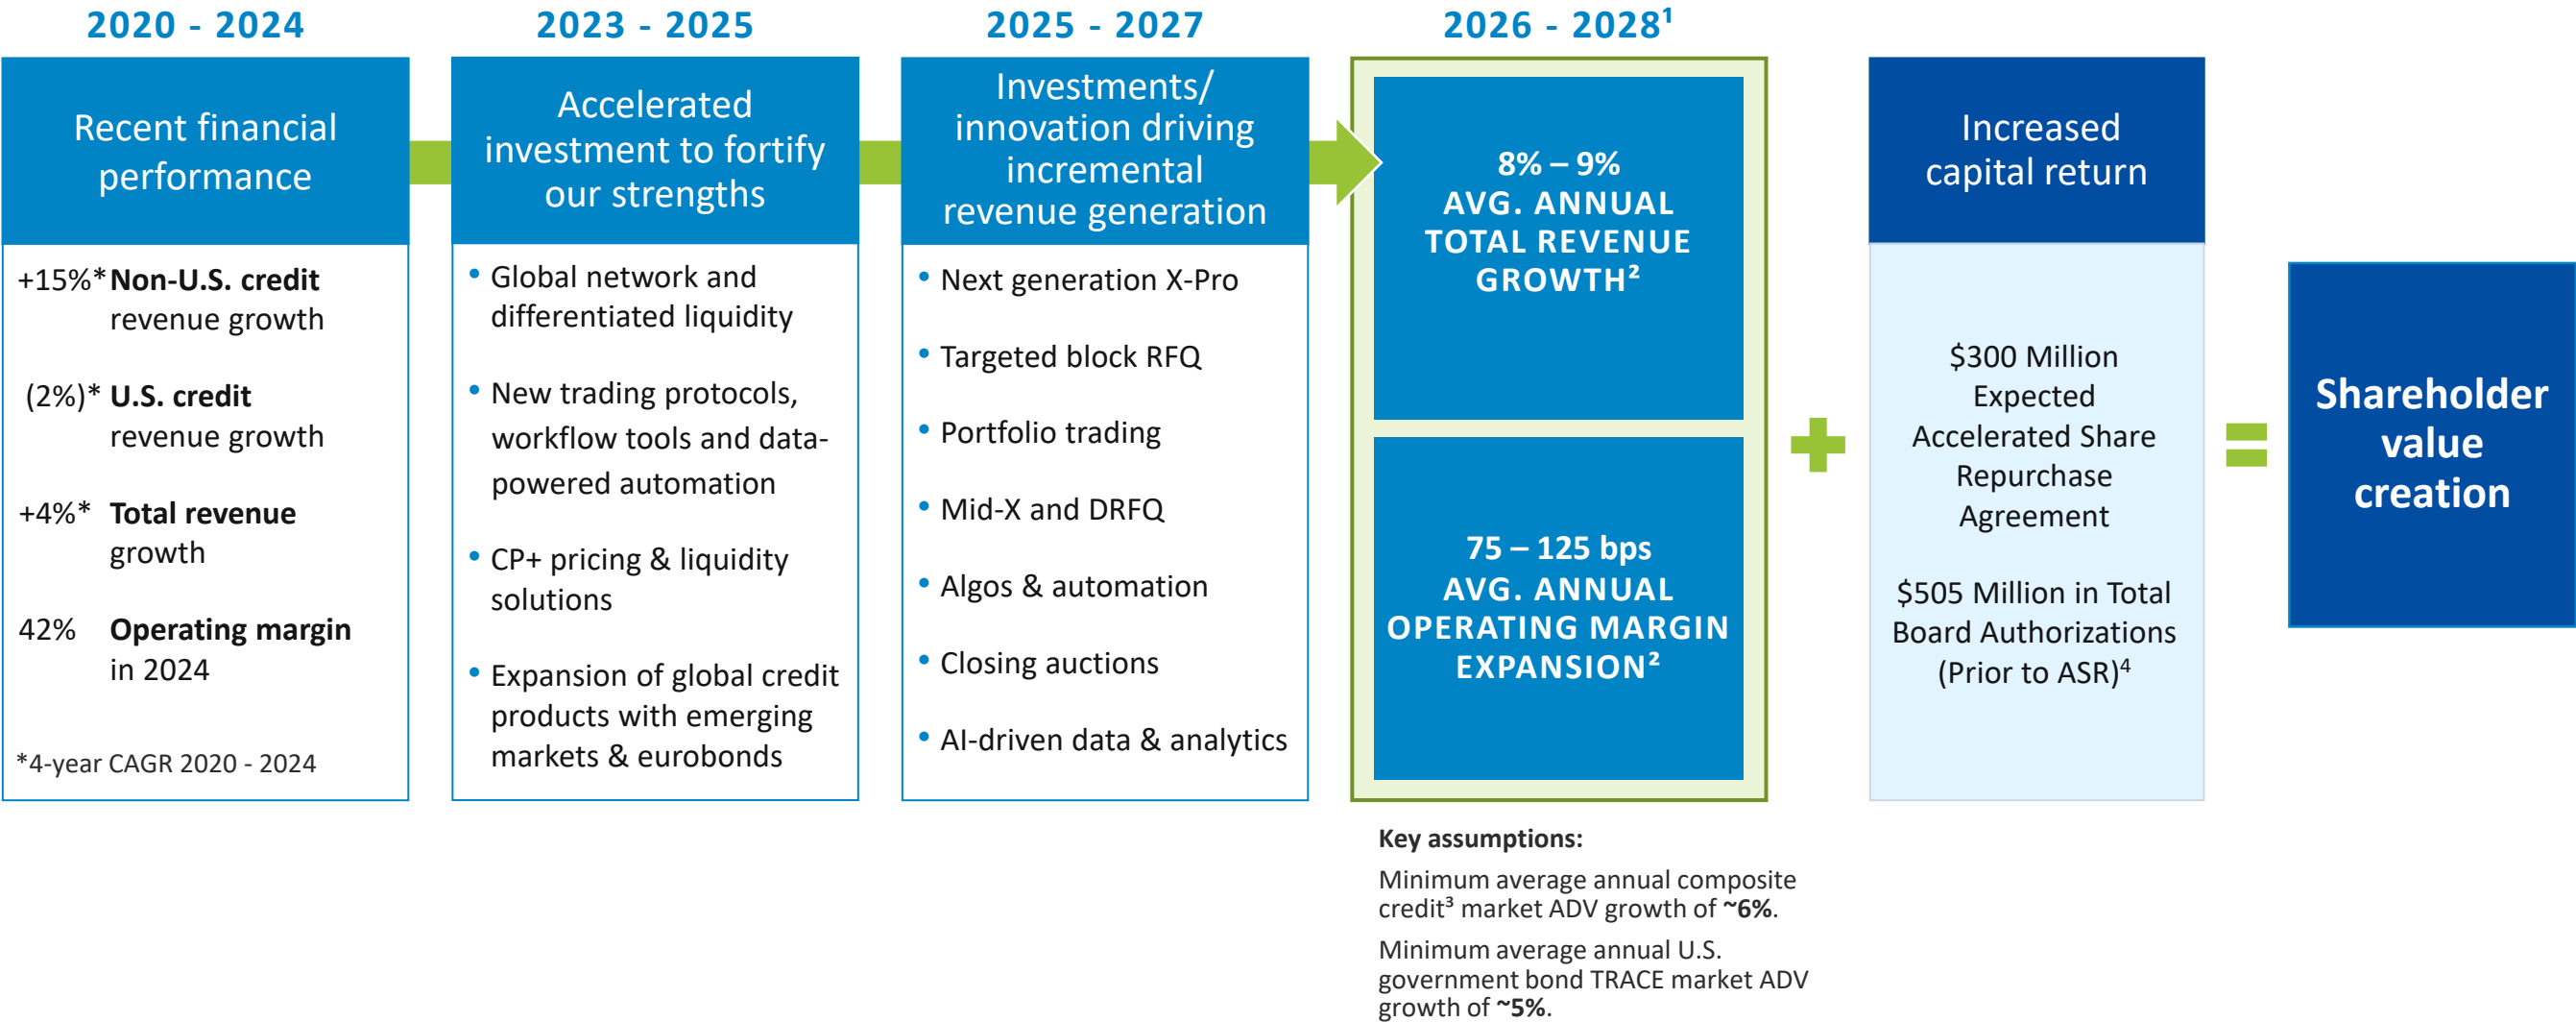 2020 - 2024
Recent financial
performance
+15%* Non-U.S. credit
revenue growth
(2%)* U.S. credit
revenue growth
+4%* Total revenue
growth
42% Operating margin
in 2024
*4-year CAGR 2020 - 2024
2023 - 2025
Accelerated
investment to fortify
our strengths
• Global network and
differentiated liquidity
• New trading protocols,
workflow tools and data-
powered automation
• CP+ pricing & liquidity
solutions
• Expansion of global credit
products with emerging
markets & eurobonds
2025 - 2027
Investments/
innovation driving
incremental
revenue generation
• Next generation X-Pro
• Targeted block RFQ
• Portfolio trading
• Mid-X and DRFQ
• Algos & automation
• Closing auctions
• AI-driven data & analytics
2026 - 2028¹
8% – 9%
AVG. ANNUAL
TOTAL REVENUE
GROWTH²
75 – 125 bps
AVG. ANNUAL
OPERATING MARGIN
EXPANSION²
Key assumptions:
Minimum average annual composite
credit³ market ADV growth of ~6%.
Minimum average annual U.S.
government bond TRACE market ADV
growth of ~5%.
Increased
capital return
$300 Million
Expected
Accelerated Share
Repurchase
Agreement
$505 Million in Total
Board Authorizations
(Prior to ASR)⁴
Shareholder
value
creation